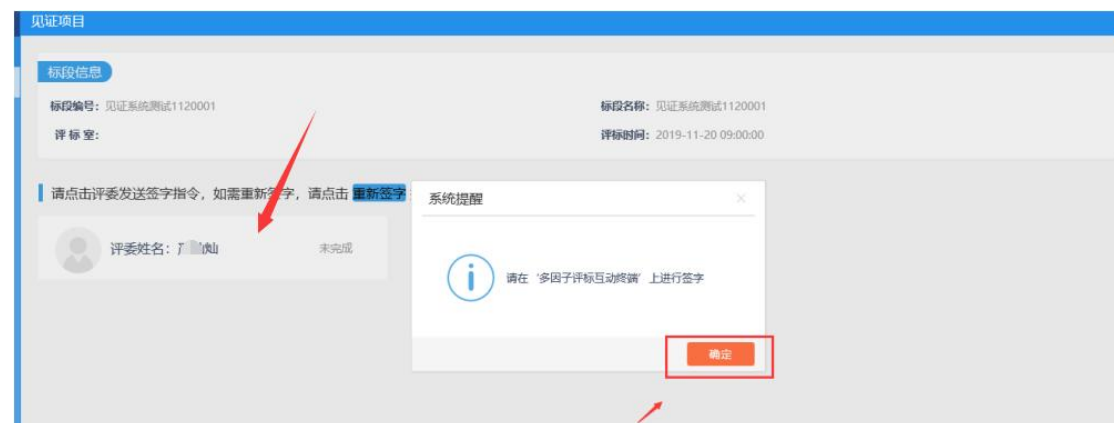 见证项目
标段信息
标段编号：见证系统测试1120001
标段名称：见证系统测试1120001
评 标 室：
评标时间：2019-11-20 09:00:00
请点击评委发送签字指令，如需重新签字，请点击 重新签字
评委姓名：
未完成
系统提醒
请在‘多因子评标互动终端’上进行签字
确定